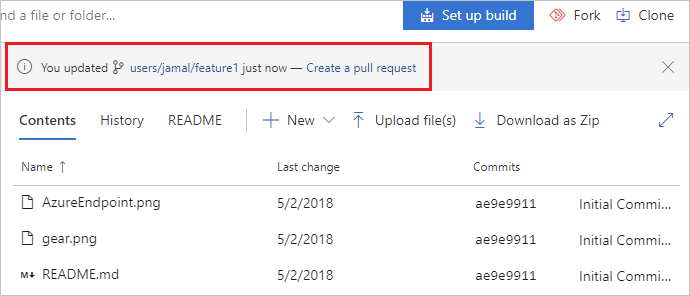 nd a file or folder...
Set up build
Fork
Clone
You updated users/jamal/feature1 just now — Create a pull request
Contents History README New Upload file(s) Download as Zip
Name ↑ Last change Commits
AzureEndpoint.png 5/2/2018 ae9e9911 Initial Commi...
gear.png 5/2/2018 ae9e9911 Initial Commi...
M↓ README.md 5/2/2018 ae9e9911 Initial Commi...